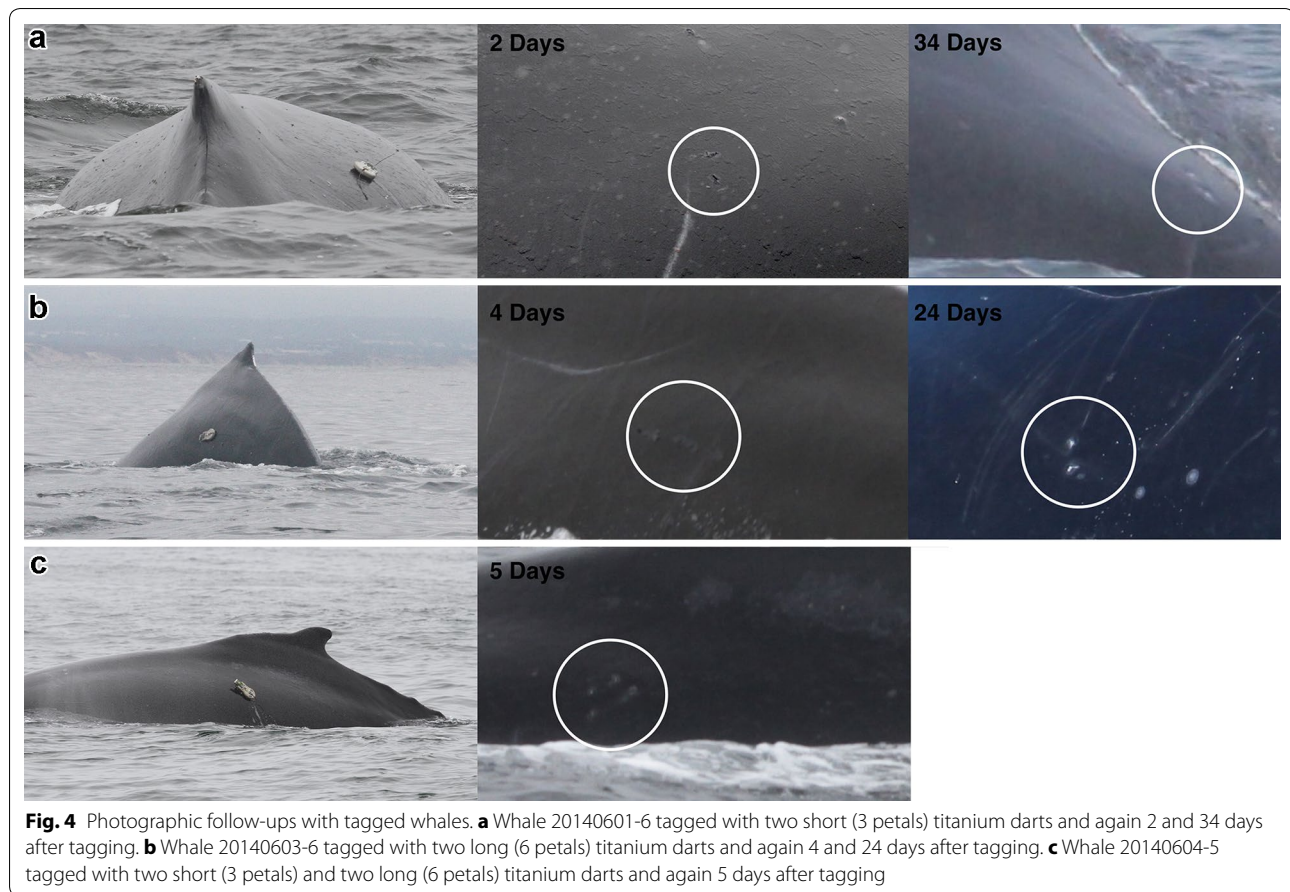 a
2 Days
34 Days
b
4 Days
24 Days
c
5 Days
Fig. 4 Photographic follow-ups with tagged whales. a Whale 20140601-6 tagged with two short (3 petals) titanium darts and again 2 and 34 days
after tagging. b Whale 20140603-6 tagged with two long (6 petals) titanium darts and again 4 and 24 days after tagging. c Whale 20140604-5
tagged with two short (3 petals) and two long (6 petals) titanium darts and again 5 days after tagging